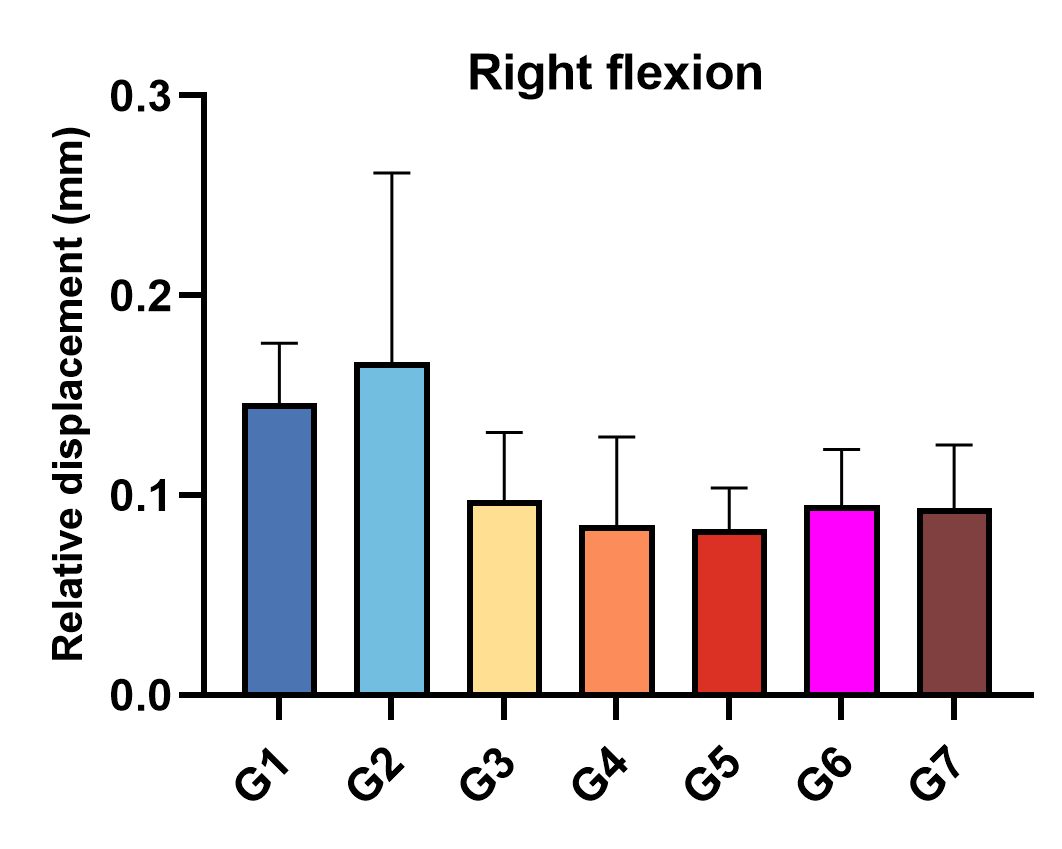 Right flexion
Relative displacement (mm)
0.3
0.2
0.1
0.0
G1
G2
G3
G4
G5
G6
G7